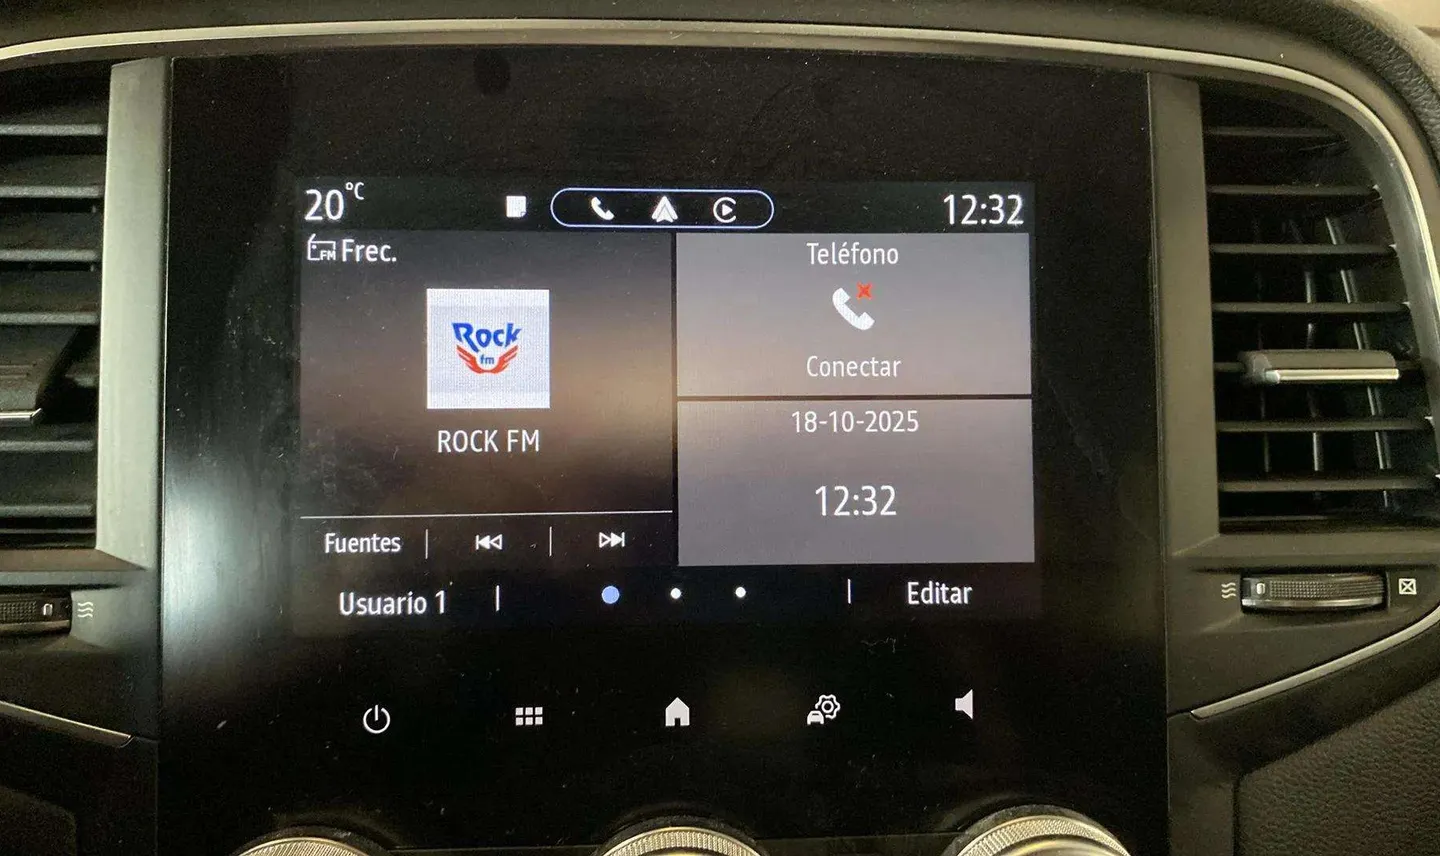 20°C
12:32
FM Frec.
Rock
fm
ROCK FM
Fuentes
Teléfono
Conectar
18-10-2025
12:32
Usuario 1
Editar